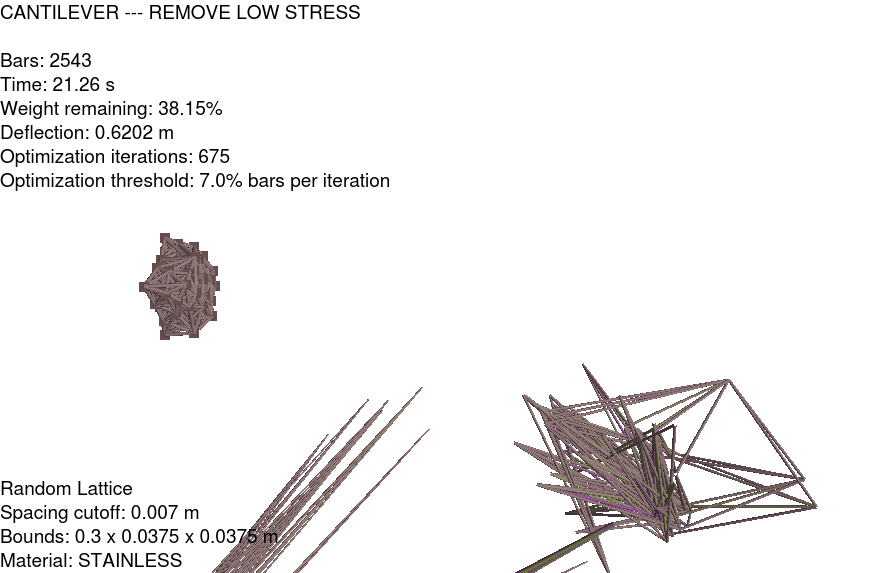 CANTILEVER --- REMOVE LOW STRESS
Bars: 2543
Time: 21.26 s
Weight remaining: 38.15%
Deflection: 0.6202 m
Optimization iterations: 675
Optimization threshold: 7.0% bars per iteration
Random Lattice
Spacing cutoff: 0.007 m
Bounds: 0.3 x 0.0375 x 0.0375 m
Material: STAINLESS